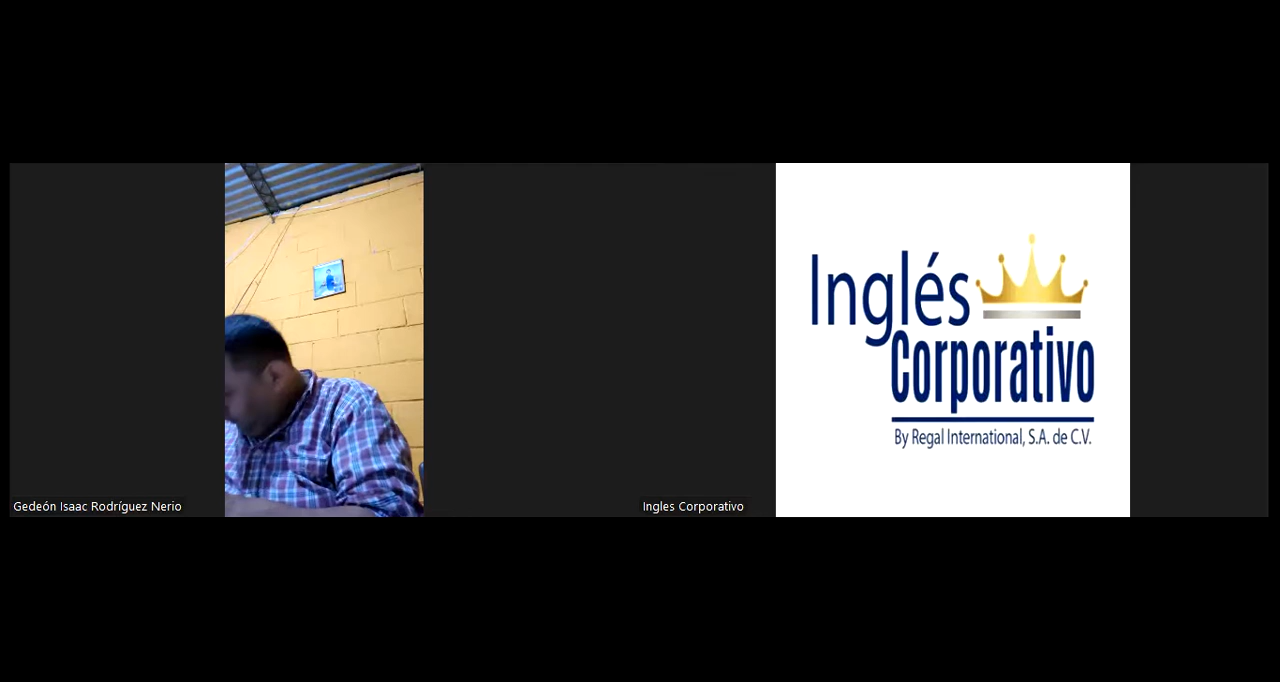 Inglés
Corporativo
By Regal International, S.A. de C.V.
Gedeón Isaac Rodríguez Nerio
Ingles Corporativo